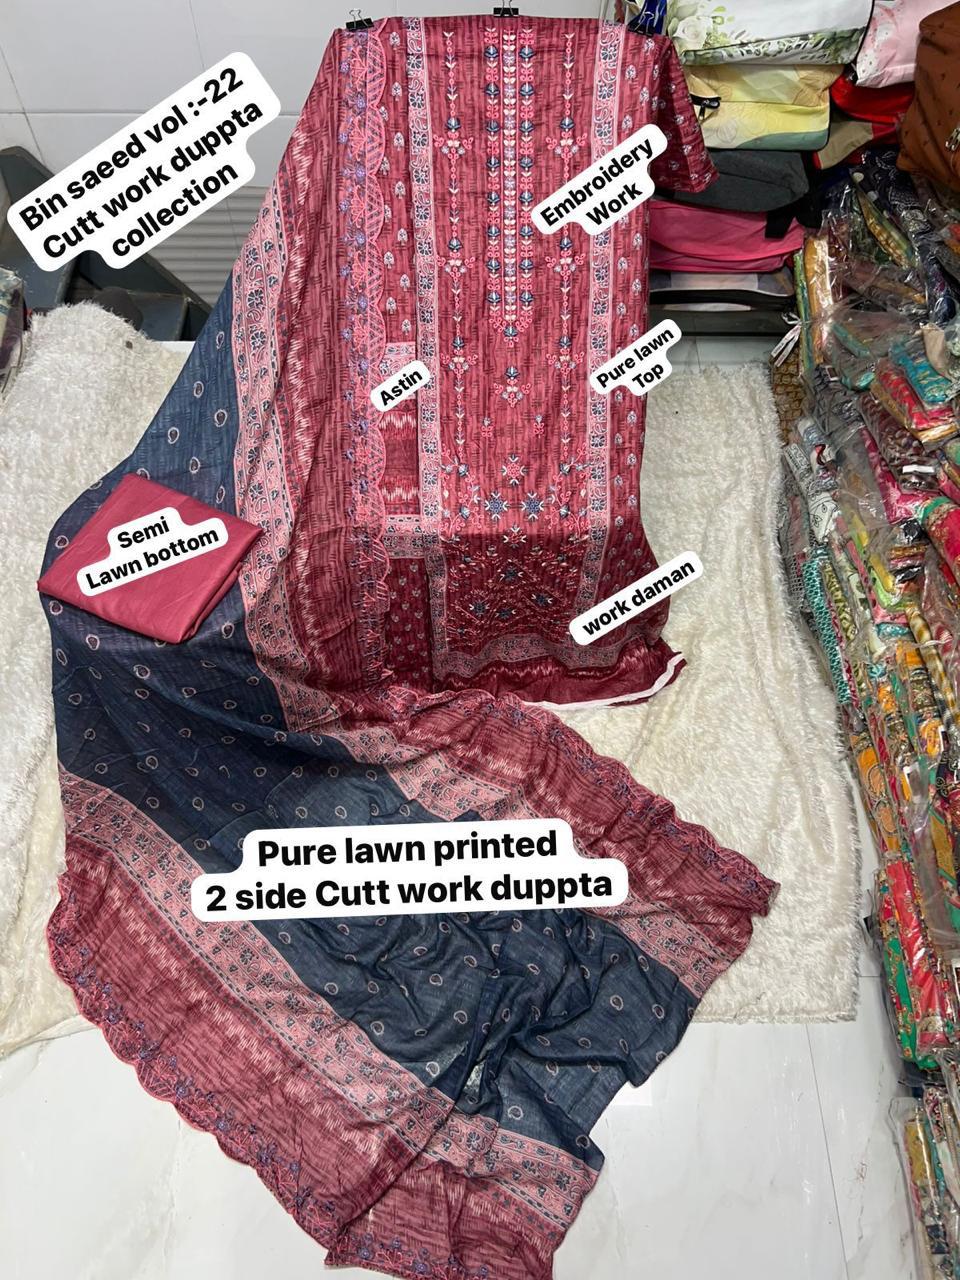 Bin saeed vol :-22
Cutt work duppta
collection
Embroidery
Work
Pure lawn
Top
Astin
Semi
Lawn bottom
work daman
Pure lawn printed
2 side Cutt work duppta